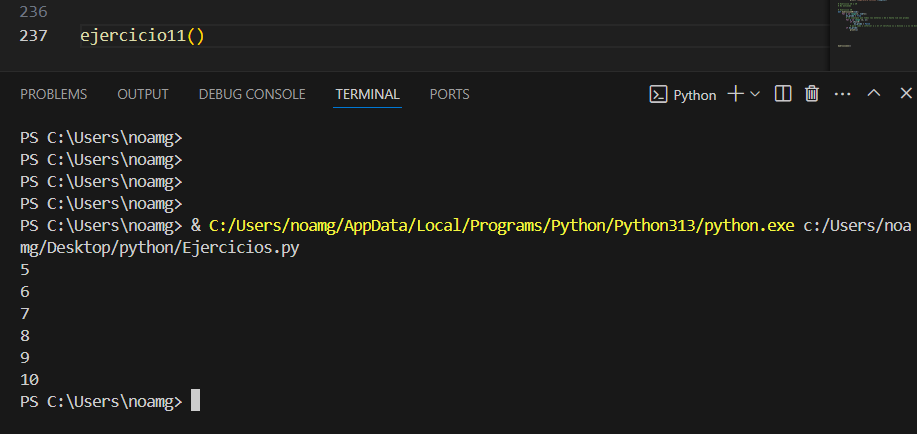 236
237 ejercicio11()
PROBLEMS OUTPUT DEBUG CONSOLE TERMINAL PORTS Python
PS C:\Users\noamg>
PS C:\Users\noamg>
PS C:\Users\noamg>
PS C:\Users\noamg>
PS C:\Users\noamg> & C:/Users/noamg/AppData/Local/Programs/Python/Python313/python.exe c:/Users/noa
mg/Desktop/python/Ejercicios.py
5
6
7
8
9
10
PS C:\Users\noamg>